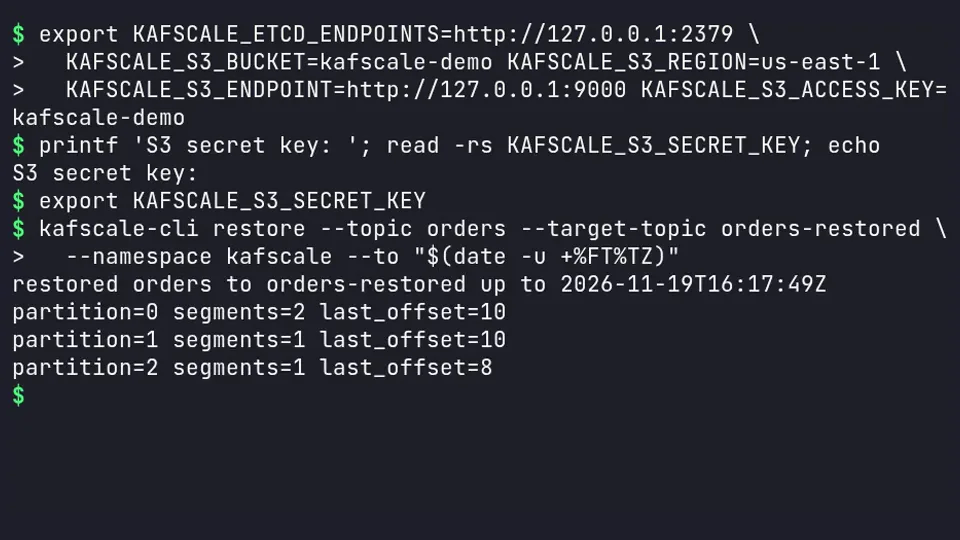 $ export KAFSCALE_ETCD_ENDPOINTS=http://127.0.0.1:2379 \
>   KAFSCALE_S3_BUCKET=kafscale-demo KAFSCALE_S3_REGION=us-east-1 \
>   KAFSCALE_S3_ENDPOINT=http://127.0.0.1:9000 KAFSCALE_S3_ACCESS_KEY=
kafscale-demo
$ printf 'S3 secret key: '; read -rs KAFSCALE_S3_SECRET_KEY; echo
S3 secret key:
$ export KAFSCALE_S3_SECRET_KEY
$ kafscale-cli restore --topic orders --target-topic orders-restored \
>   --namespace kafscale --to "$(date -u +%FT%TZ)"
restored orders to orders-restored up to 2026-11-19T16:17:49Z
partition=0 segments=2 last_offset=10
partition=1 segments=1 last_offset=10
partition=2 segments=1 last_offset=8
$